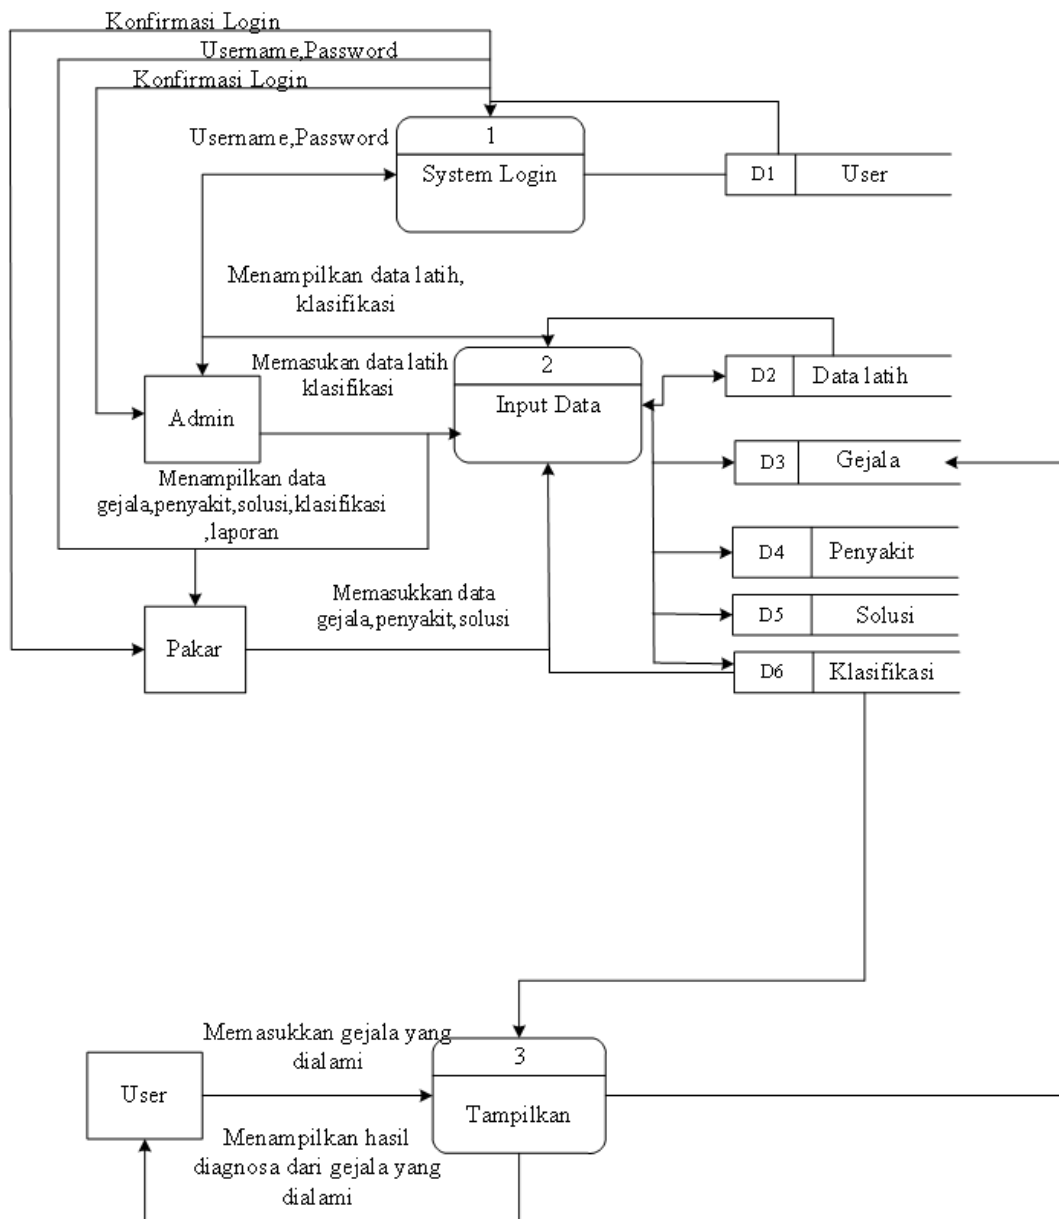 Konfirmasi Login
Username,Password
Konfirmasi Login
Username,Password
1
System Login
D1
User
Menampilkan data latih,
klasifikasi
Memasukan data latih
klasifikasi
2
Input Data
D2
Data latih
Admin
D3
Gejala
Menampilkan data
gejala,penyakit,solusi,klasifikasi
,laporan
D4
Penyakit
Memasukkan data
gejala,penyakit,solusi
D5
Solusi
Pakar
D6
Klasifikasi
Memasukkan gejala yang
dialami
3
Tampilkan
User
Menampilkan hasil
diagnosa dari gejala yang
dialami